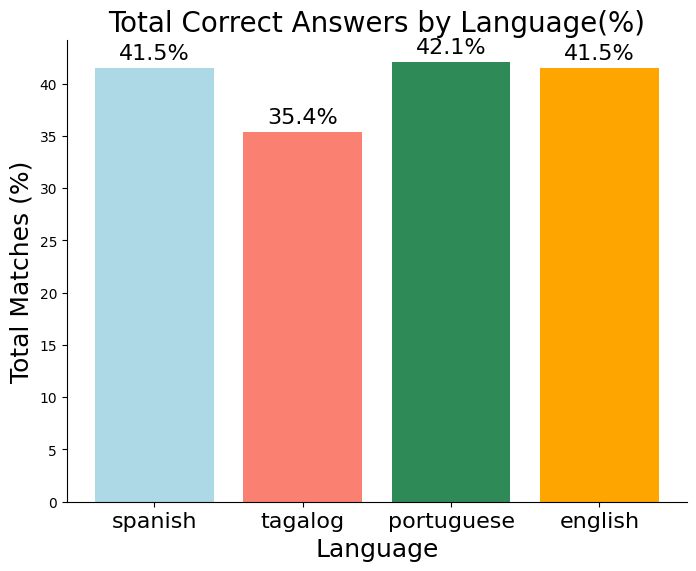 Total Correct Answers by Language(%)
41.5%
35.4%
42.1%
41.5%
Total Matches (%)
40
35
30
25
20
15
10
5
0
spanish
tagalog
portuguese
english
Language